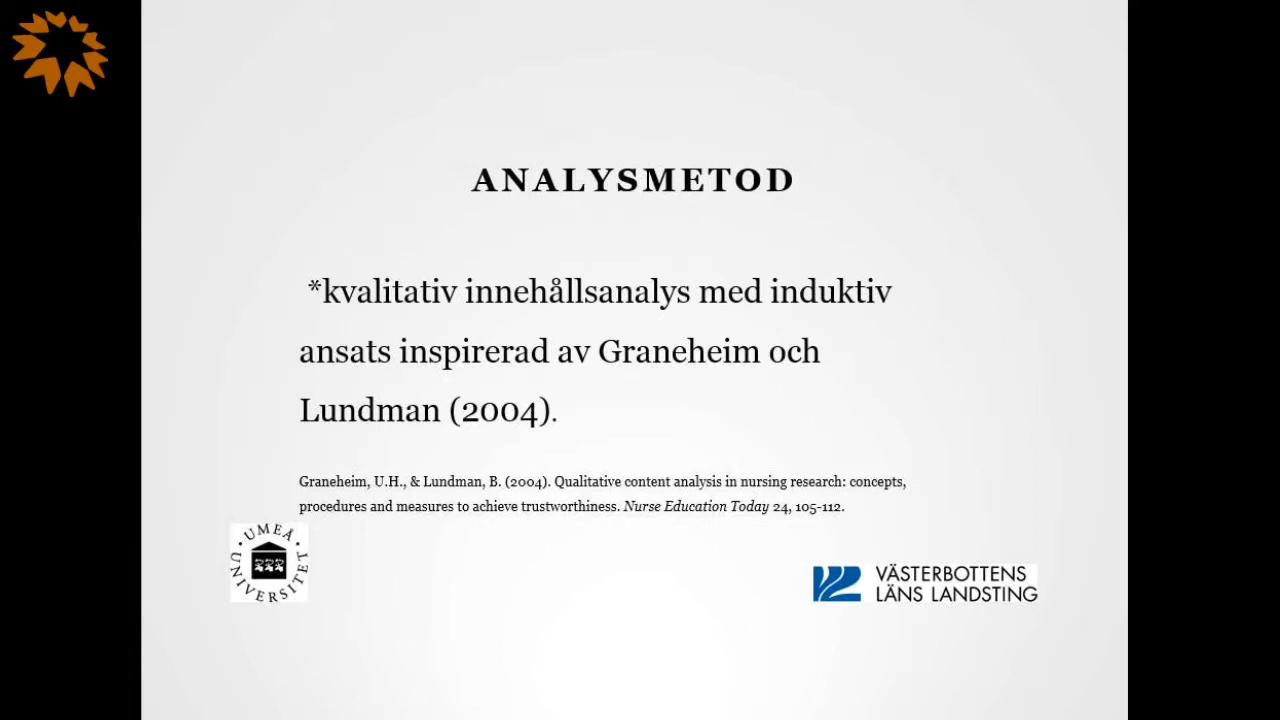 ANALYSMETOD
*kvalitativ innehållsanalys med induktiv
ansats inspirerad av Graneheim och
Lundman (2004).
Graneheim, U.H., & Lundman, B. (2004). Qualitative content analysis in nursing research: concepts,
procedures and measures to achieve trustworthiness. Nurse Education Today 24, 105-112.
UMEÅ UNIVERSITET
VÄSTERBOTTENS
LÄNS LANDSTING